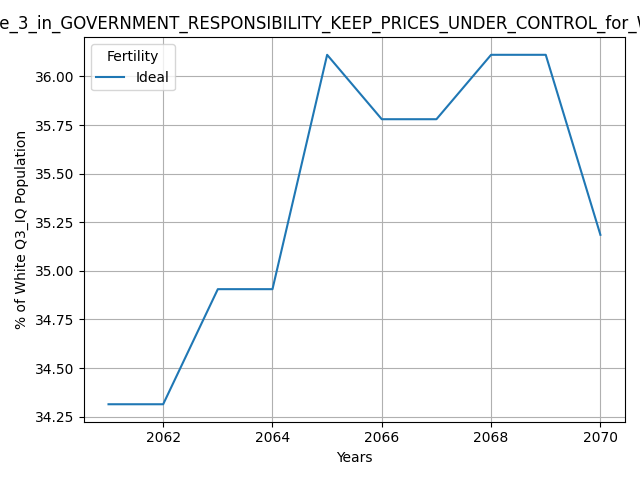 e_3_in_GOVERNMENT_RESPONSIBILITY_KEEP_PRICES_UNDER_CONTROL_for_
Fertility
Ideal
36.00
35.75
35.50
35.25
35.00
34.75
34.50
34.25
% of White Q3_IQ Population
2062 2064 2066 2068 2070
Years